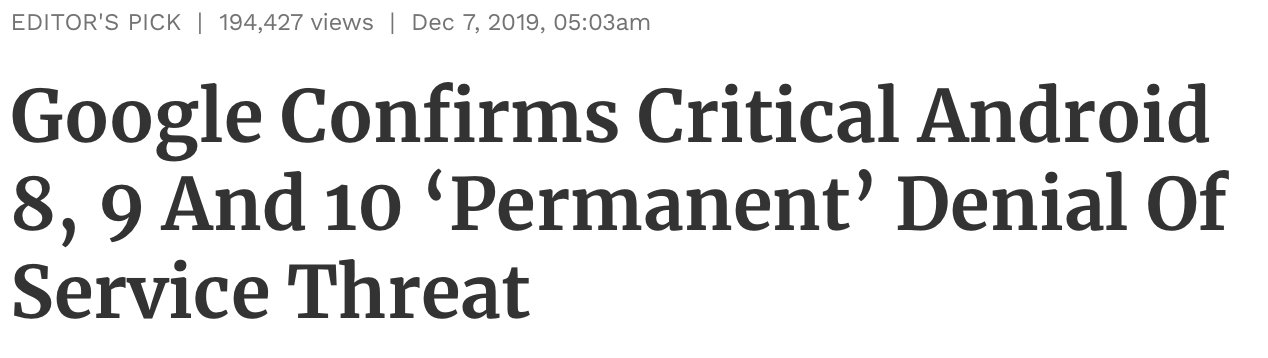 EDITOR'S PICK | 194,427 views | Dec 7, 2019, 05:03am
Google Confirms Critical Android
8, 9 And 10 ‘Permanent’ Denial Of
Service Threat